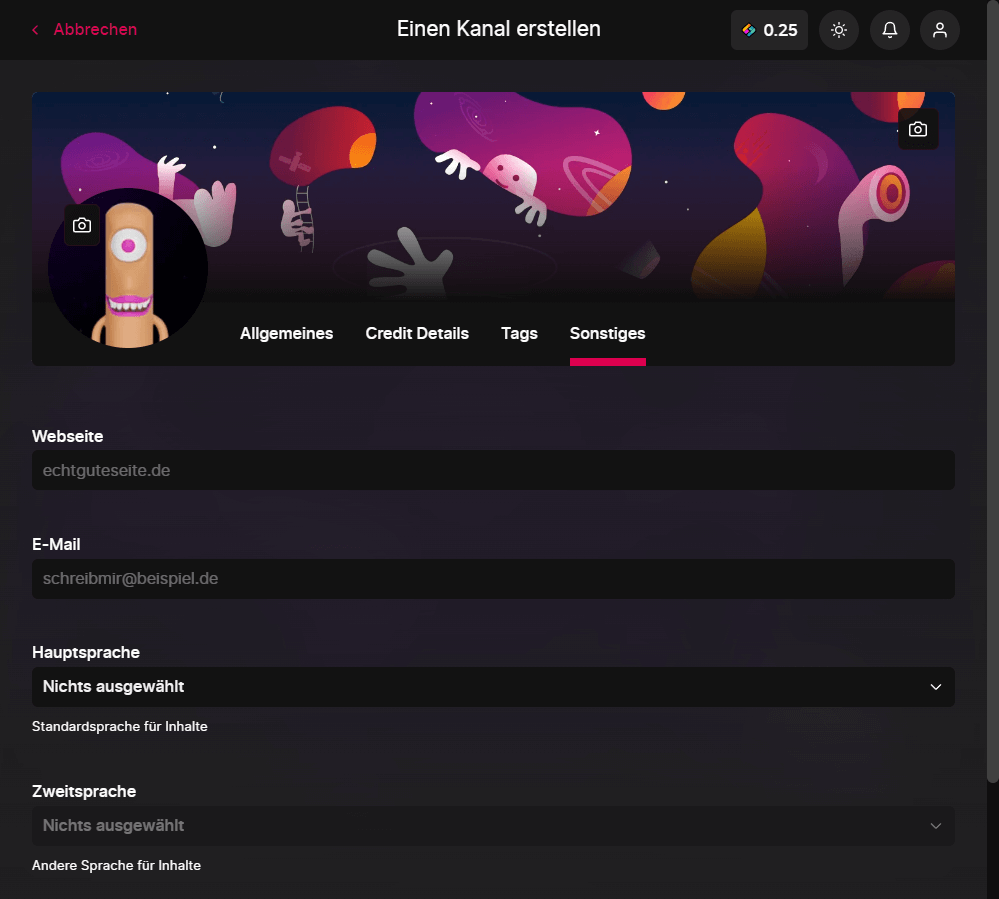 Abbrechen
Einen Kanal erstellen
0.25
Allgemeines
Credit Details
Tags
Sonstiges
Webseite
echtguteseite.de
E-Mail
schreibmir@beispiel.de
Hauptsprache
Nichts ausgewählt
Standardsprache für Inhalte
Zweitsprache
Nichts ausgewählt
Andere Sprache für Inhalte